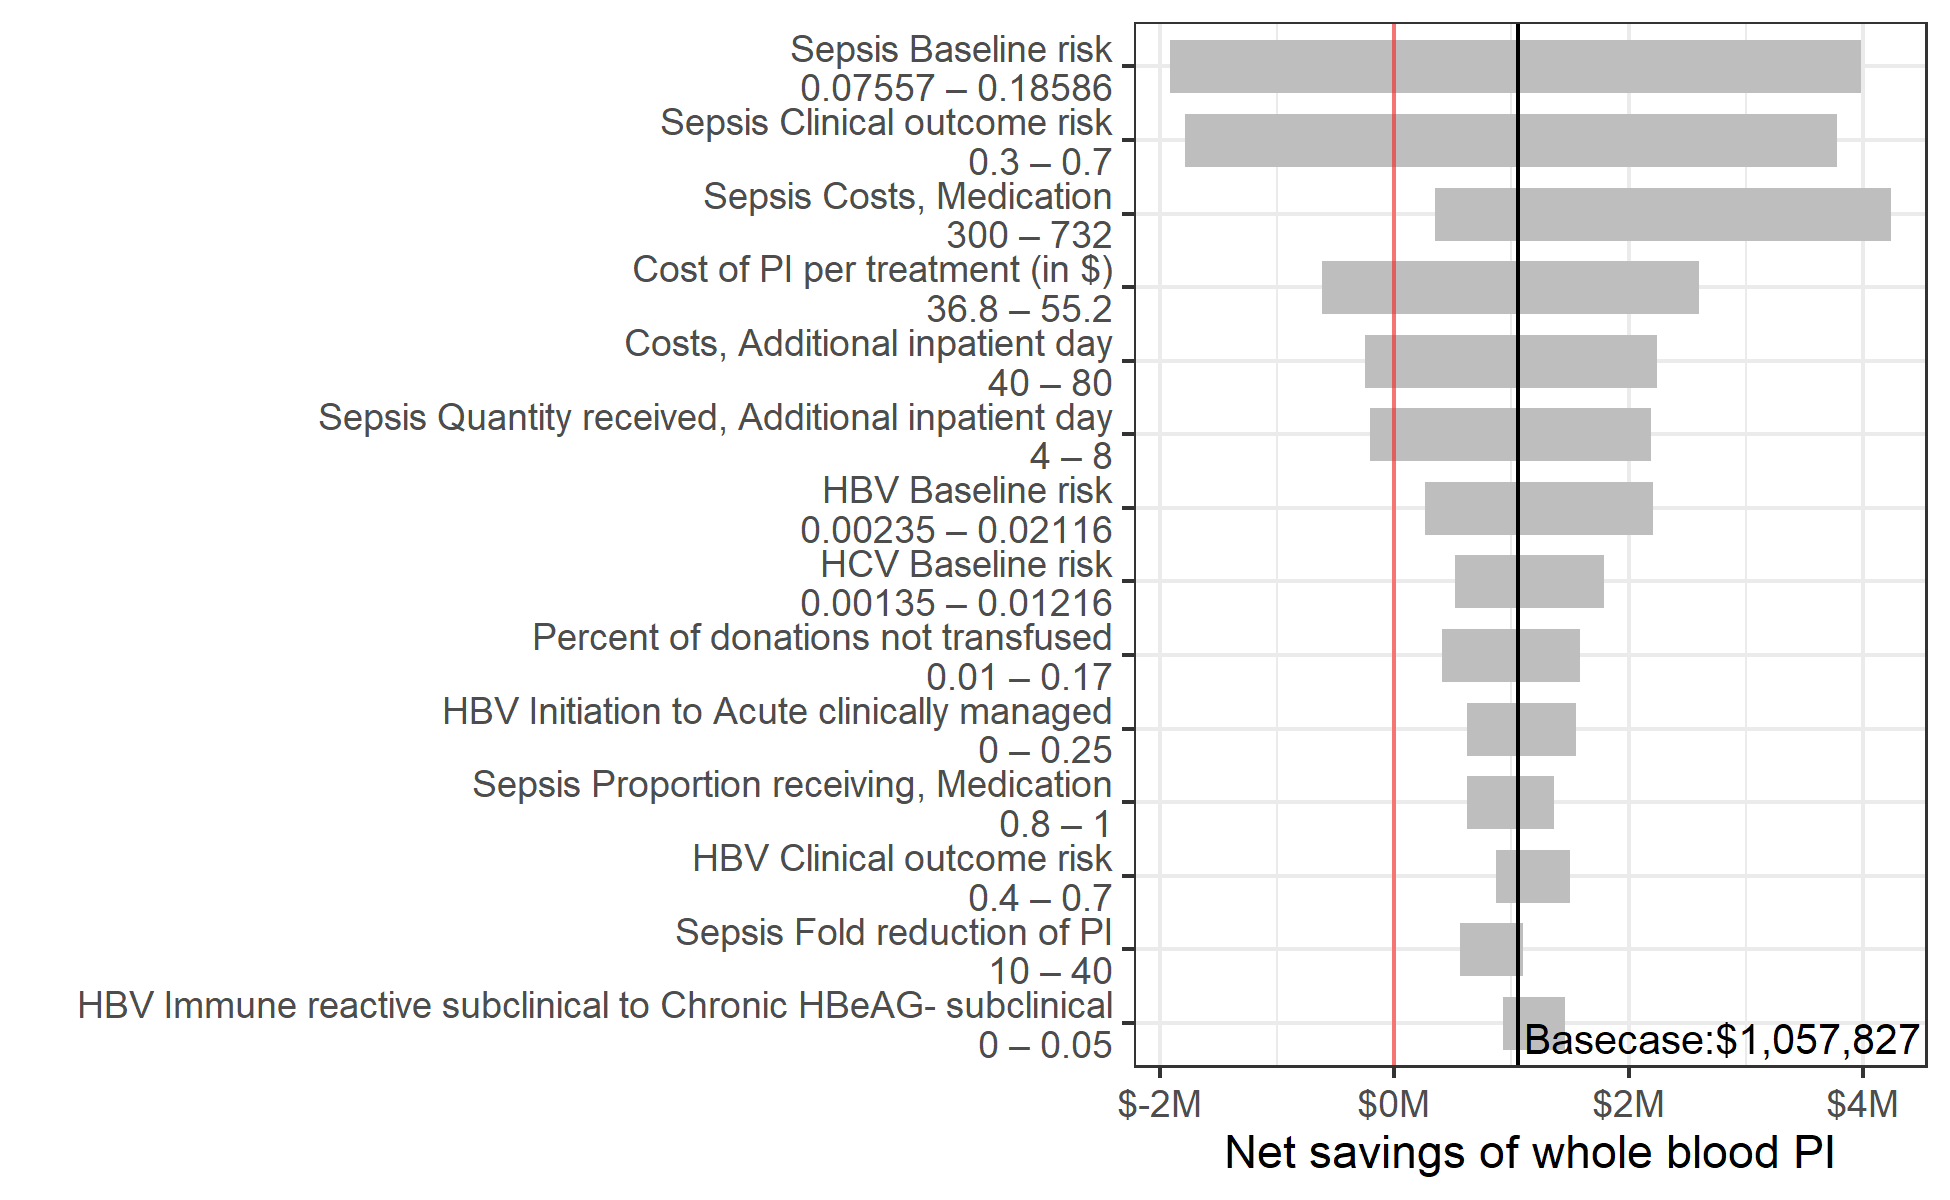 Sepsis Baseline risk
0.07557 – 0.18586
Sepsis Clinical outcome risk
0.3 – 0.7
Sepsis Costs, Medication
300 – 732
Cost of PI per treatment (in $)
36.8 – 55.2
Costs, Additional inpatient day
40 – 80
Sepsis Quantity received, Additional inpatient day
4 – 8
HBV Baseline risk
0.00235 – 0.02116
HCV Baseline risk
0.00135 – 0.01216
Percent of donations not transfused
0.01 – 0.17
HBV Initiation to Acute clinically managed
0 – 0.25
Sepsis Proportion receiving, Medication
0.8 – 1
HBV Clinical outcome risk
0.4 – 0.7
Sepsis Fold reduction of PI
10 – 40
HBV Immune reactive subclinical to Chronic HBeAG- subclinical
0 – 0.05
Basecase:$1,057,827
$-2M $0M $2M $4M
Net savings of whole blood PI